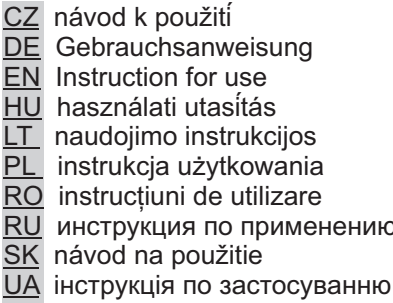 CZ návod k použití
DE Gebrauchsanweisung
EN Instruction for use
HU használati utasítás
LT naudojimo instrukcijos
PL instrukcja użytkowania
RO instrucțiuni de utilizare
RU инструкция по применению
SK návod na použitie
UA інструкція по застосуванню